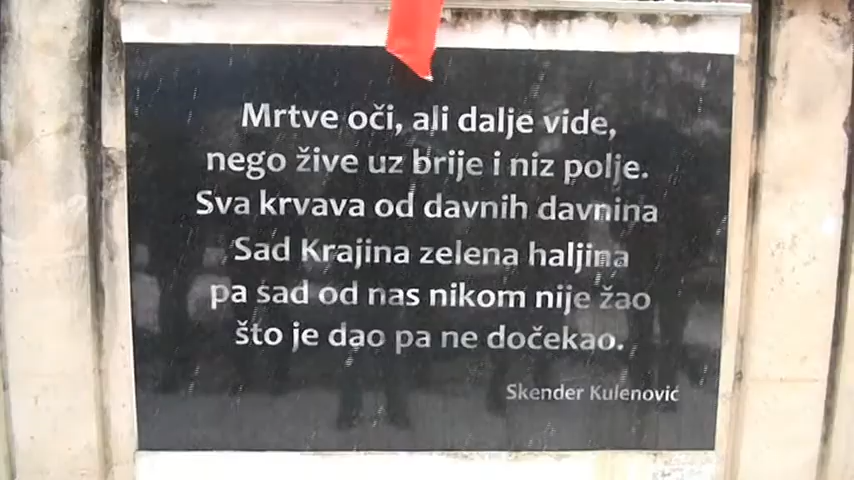 Mrtve oči, ali dalje vide,
nego žive uz brije i niz polje.
Sva krvava od davnih davnina
Sad Krajina zelena haljina
pa sad od nas nikom nije žao
što je dao pa ne dočekao.
Skender Kulenović